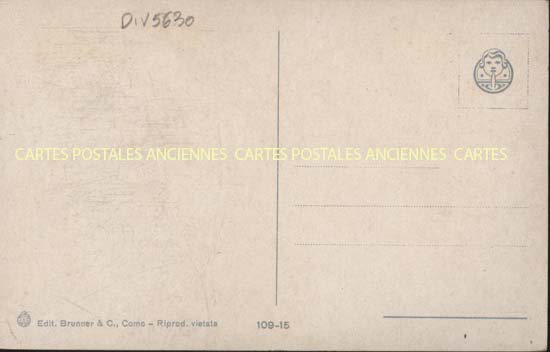 DIV5630
CARTES POSTALES ANCIENNES CARTES POSTALES ANCIENNES CARTES
Edit. Brunner & C., Como – Riprod. vietata
109-15